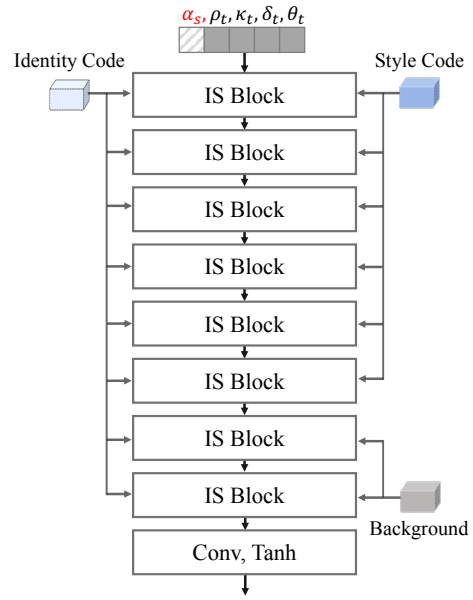 αₛ, ρₜ, κₜ, δₜ, θₜ
Identity Code
Style Code
IS Block
IS Block
IS Block
IS Block
IS Block
IS Block
IS Block
IS Block
Background
Conv, Tanh